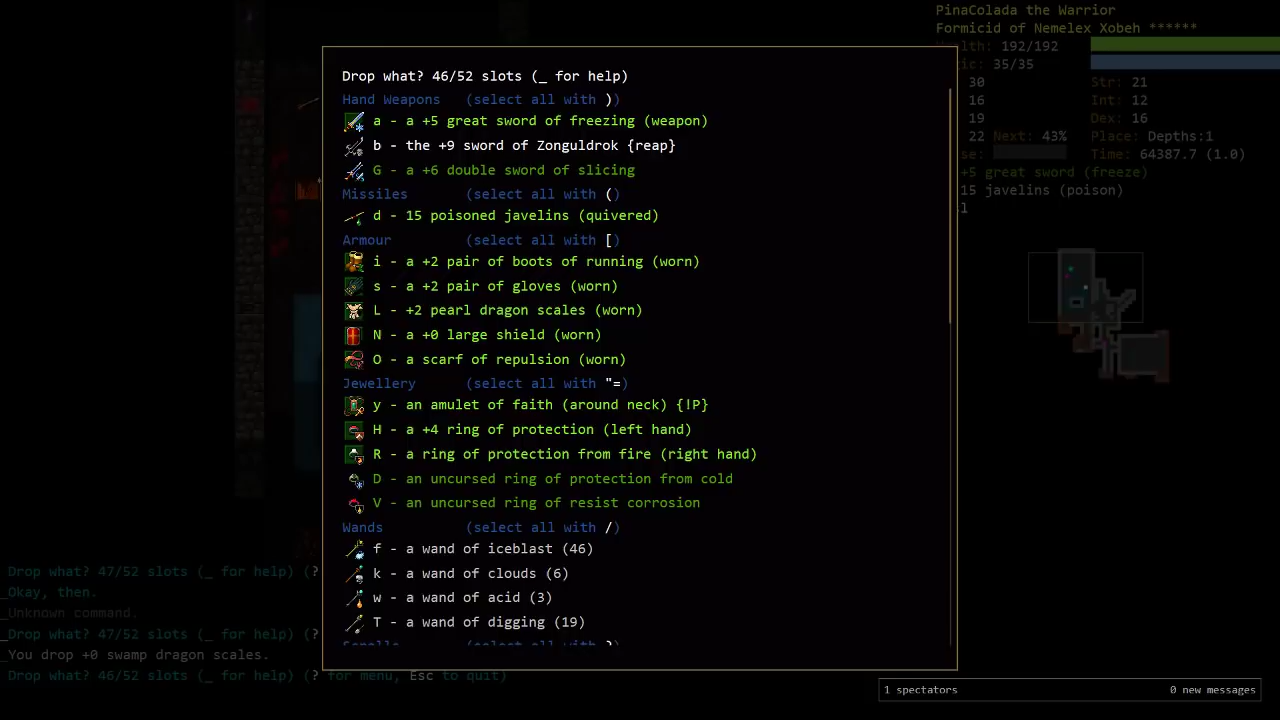 PinaColada the Warrior
Formicid of Nemelex Xobeh ******
Health: 192/192
35/35
30
Str: 21
16
Int: 12
19
Dex: 16
22 Next: 43% Place: Depths:1
Time: 64387.7 (1.0)
+5 great sword (freeze)
15 javelins (poison)
Drop what? 46/52 slots (_ for help)
Hand Weapons (select all with ))
a - a +5 great sword of freezing (weapon)
b - the +9 sword of Zonguldrok {reap}
G - a +6 double sword of slicing
Missiles (select all with ()
d - 15 poisoned javelins (quivered)
Armour (select all with [)
i - a +2 pair of boots of running (worn)
s - a +2 pair of gloves (worn)
L - +2 pearl dragon scales (worn)
N - a +0 large shield (worn)
O - a scarf of repulsion (worn)
Jewellery (select all with "=)
y - an amulet of faith (around neck) {!P}
H - a +4 ring of protection (left hand)
R - a ring of protection from fire (right hand)
D - an uncursed ring of protection from cold
V - an uncursed ring of resist corrosion
Wands (select all with /)
f - a wand of iceblast (46)
k - a wand of clouds (6)
w - a wand of acid (3)
T - a wand of digging (19)
Scrolls (select all with ?)
Drop what? 47/52 slots (_ for help) (?
_Okay, then.
_Unknown command.
_Drop what? 47/52 slots (_ for help) (?
_You drop +0 swamp dragon scales.
Drop what? 46/52 slots (_ for help) (? for menu, Esc to quit)
1 spectators
0 new messages